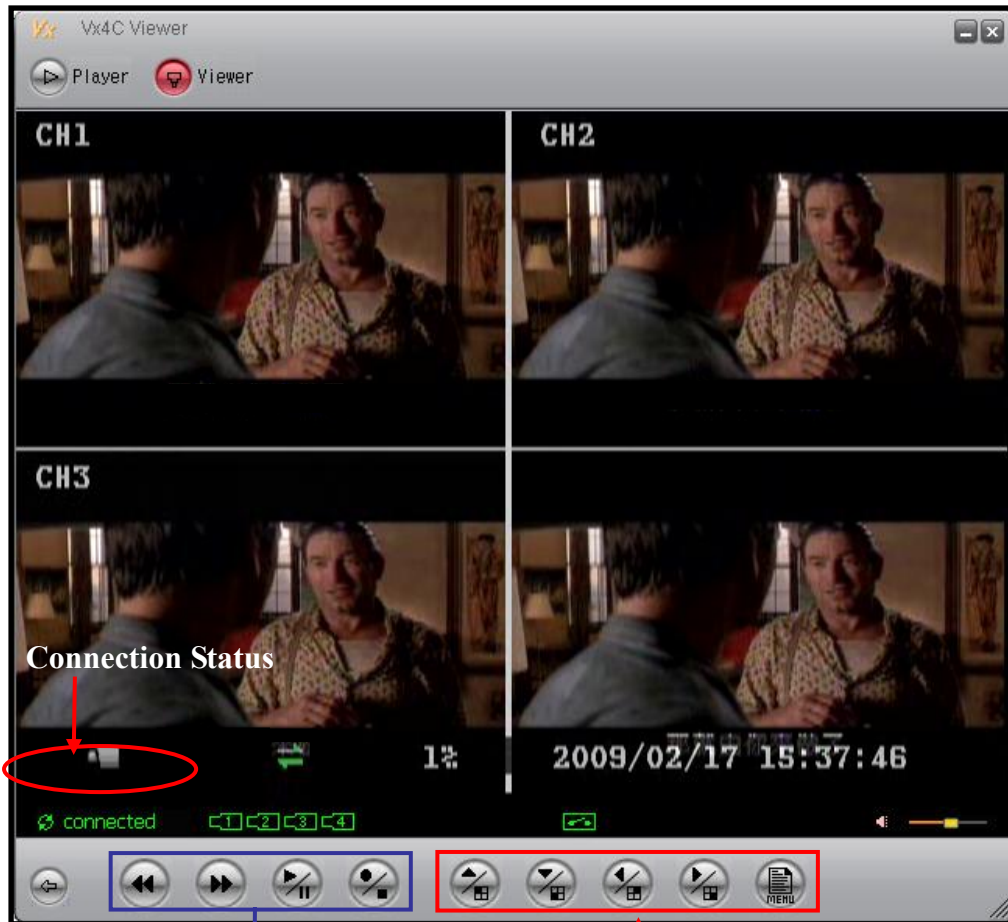 Vx Vx4C Viewer
Player Viewer
CH1
CH2
CH3
Connection Status
1%
2009/02/17 15:37:46
connected 1 2 3 4
MENU